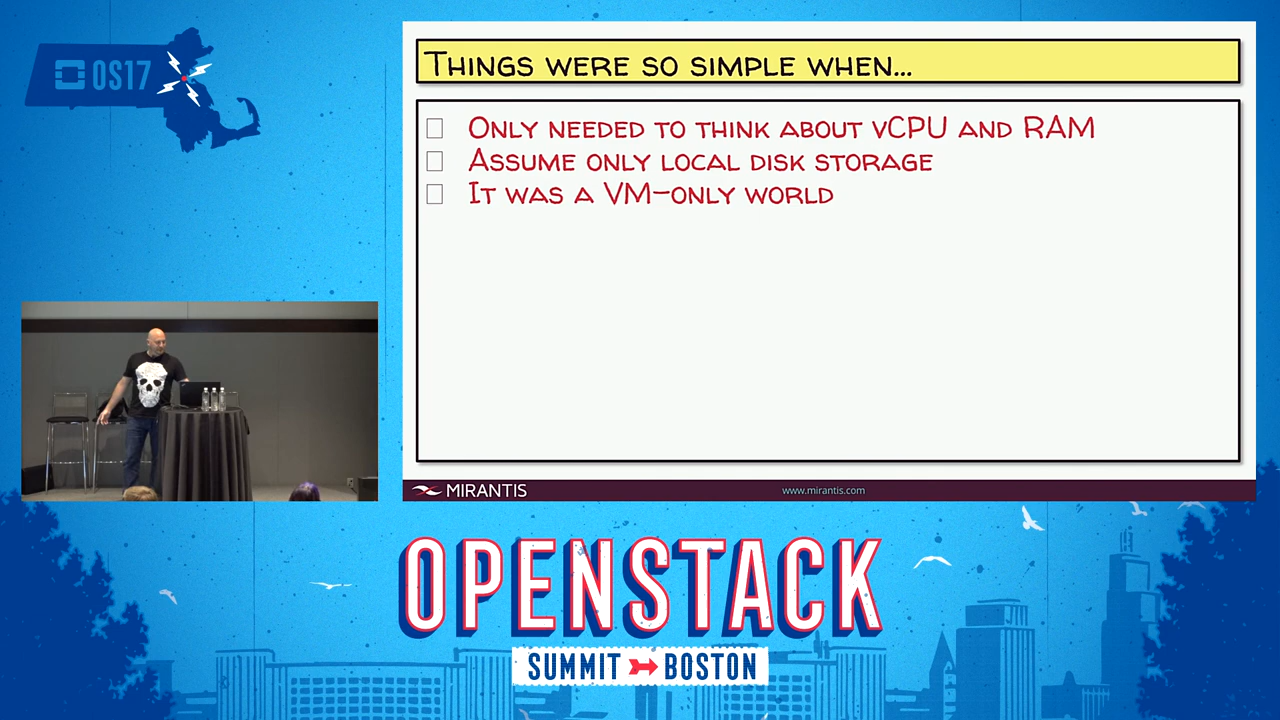 OS17
Things were so simple when...
Only needed to think about vCPU and RAM
Assume only local disk storage
It was a VM-only world
MIRANTIS
www.mirantis.com
OPENSTACK
SUMMIT BOSTON